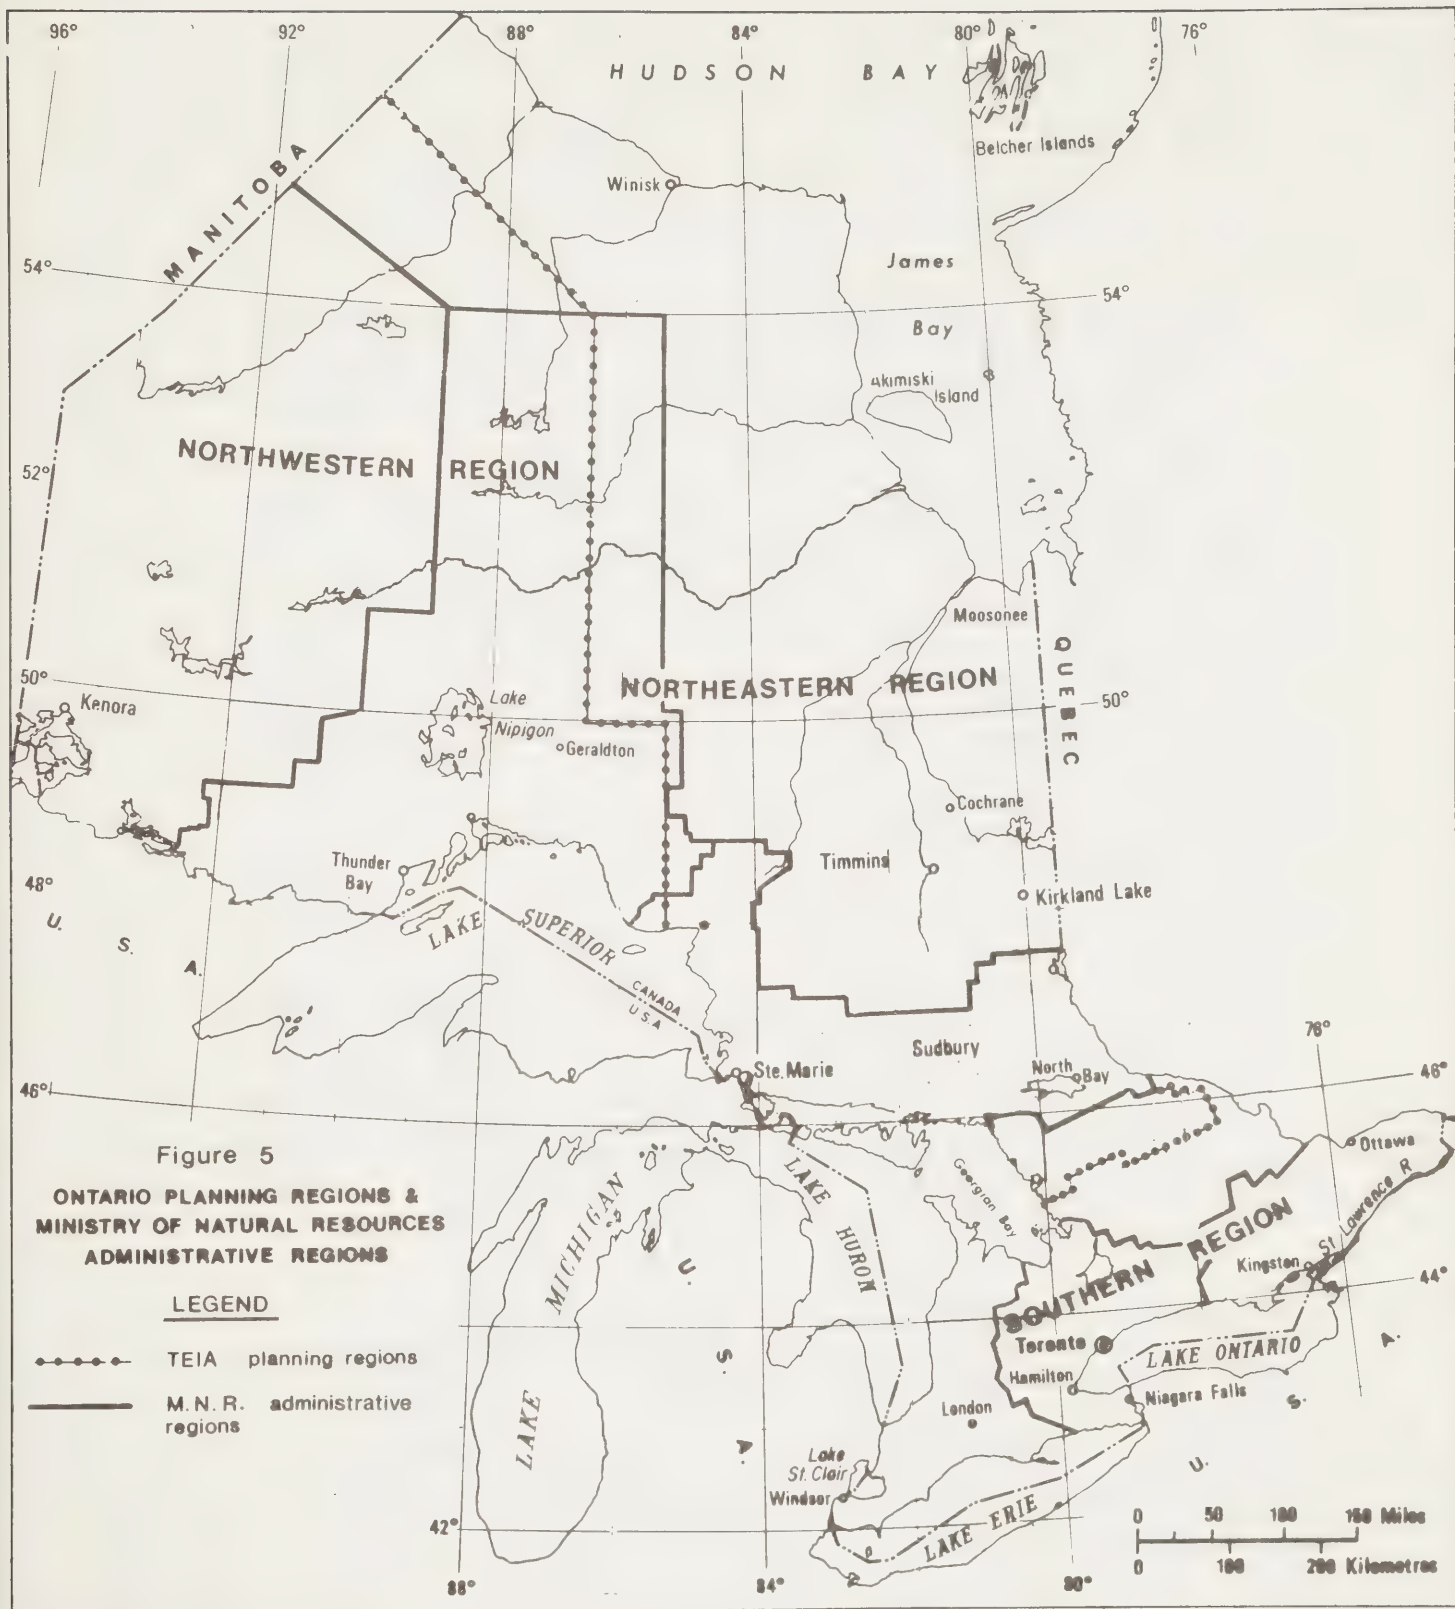 96° 92° 88° 84° 80° 76°
HUDSON BAY
Belcher Islands
MANITOBA
Winisk
54°
James
54°
Bay
Akimiski
Island
NORTHWESTERN REGION
52°
Moosonee
QUEBEC
50°
NORTHEASTERN REGION
50°
Kenora
Lake
Nipigon
Geraldton
Cochrane
Thunder
Bay
Timmins
48°
Kirkland Lake
U. S. A.
LAKE SUPERIOR
CANADA
U.S.A
Sudbury
76°
Ste. Marie
North
Bay
46°
46°
Figure 5
ONTARIO PLANNING REGIONS &
MINISTRY OF NATURAL RESOURCES
ADMINISTRATIVE REGIONS
LEGEND
TEIA planning regions
M.N.R. administrative
regions
LAKE MICHIGAN
U. S. A.
LAKE HURON
Georgian Bay
Ottawa
St Lawrence R
SOUTHERN REGION
Kingston
44°
Toronto
LAKE ONTARIO
Hamilton
Niagara Falls
London
U. S. A.
Lake
St. Clair
Windsor
LAKE ERIE
42°
88° 84° 80°
0 50 100 150 Miles
0 100 200 Kilometres